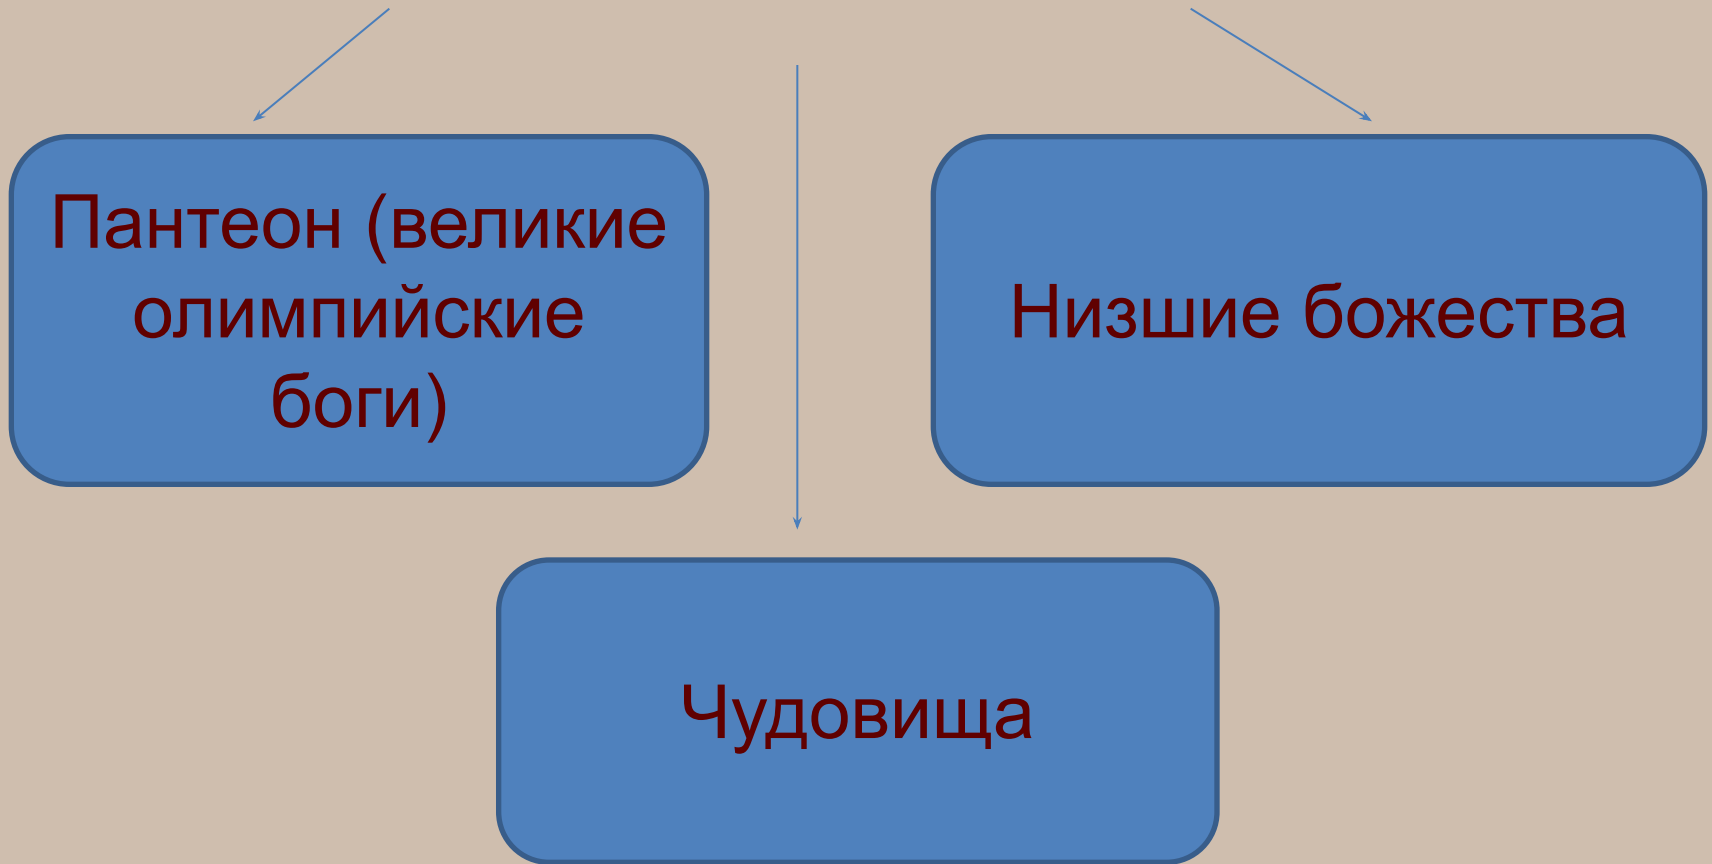 Пантеон (великие
олимпийские
боги)
Низшие божества
Чудовища